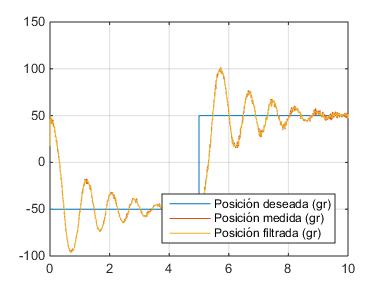 150
100
50
0
-50
-100
0 2 4 6 8 10
Posición deseada (gr)
Posición medida (gr)
Posición filtrada (gr)